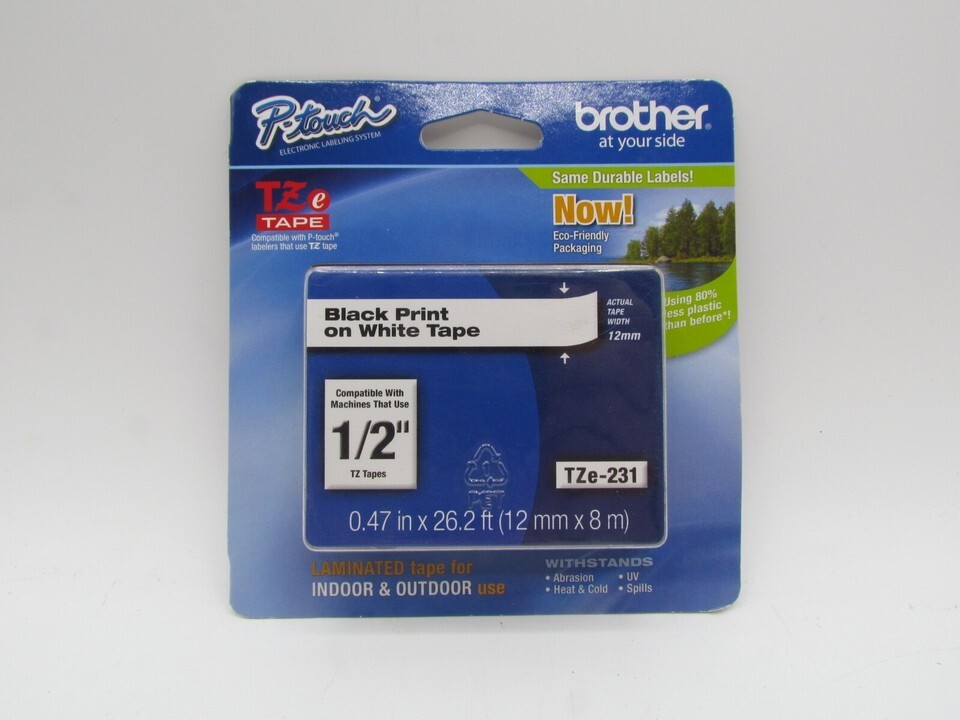 P-touch®
ELECTRONIC LABELING SYSTEM
brother®
at your side
TZe
TAPE
Compatible with P-touch®
labelers that use TZ tape
Same Durable Labels!
Now!
Eco-Friendly
Packaging
Using 80%
less plastic
than before*!
Black Print
on White Tape
ACTUAL
TAPE
WIDTH
12mm
Compatible With
Machines That Use
1/2"
TZ Tapes
TZe-231
0.47 in x 26.2 ft (12 mm x 8 m)
LAMINATED tape for
INDOOR & OUTDOOR use
WITHSTANDS
• Abrasion • UV
• Heat & Cold • Spills